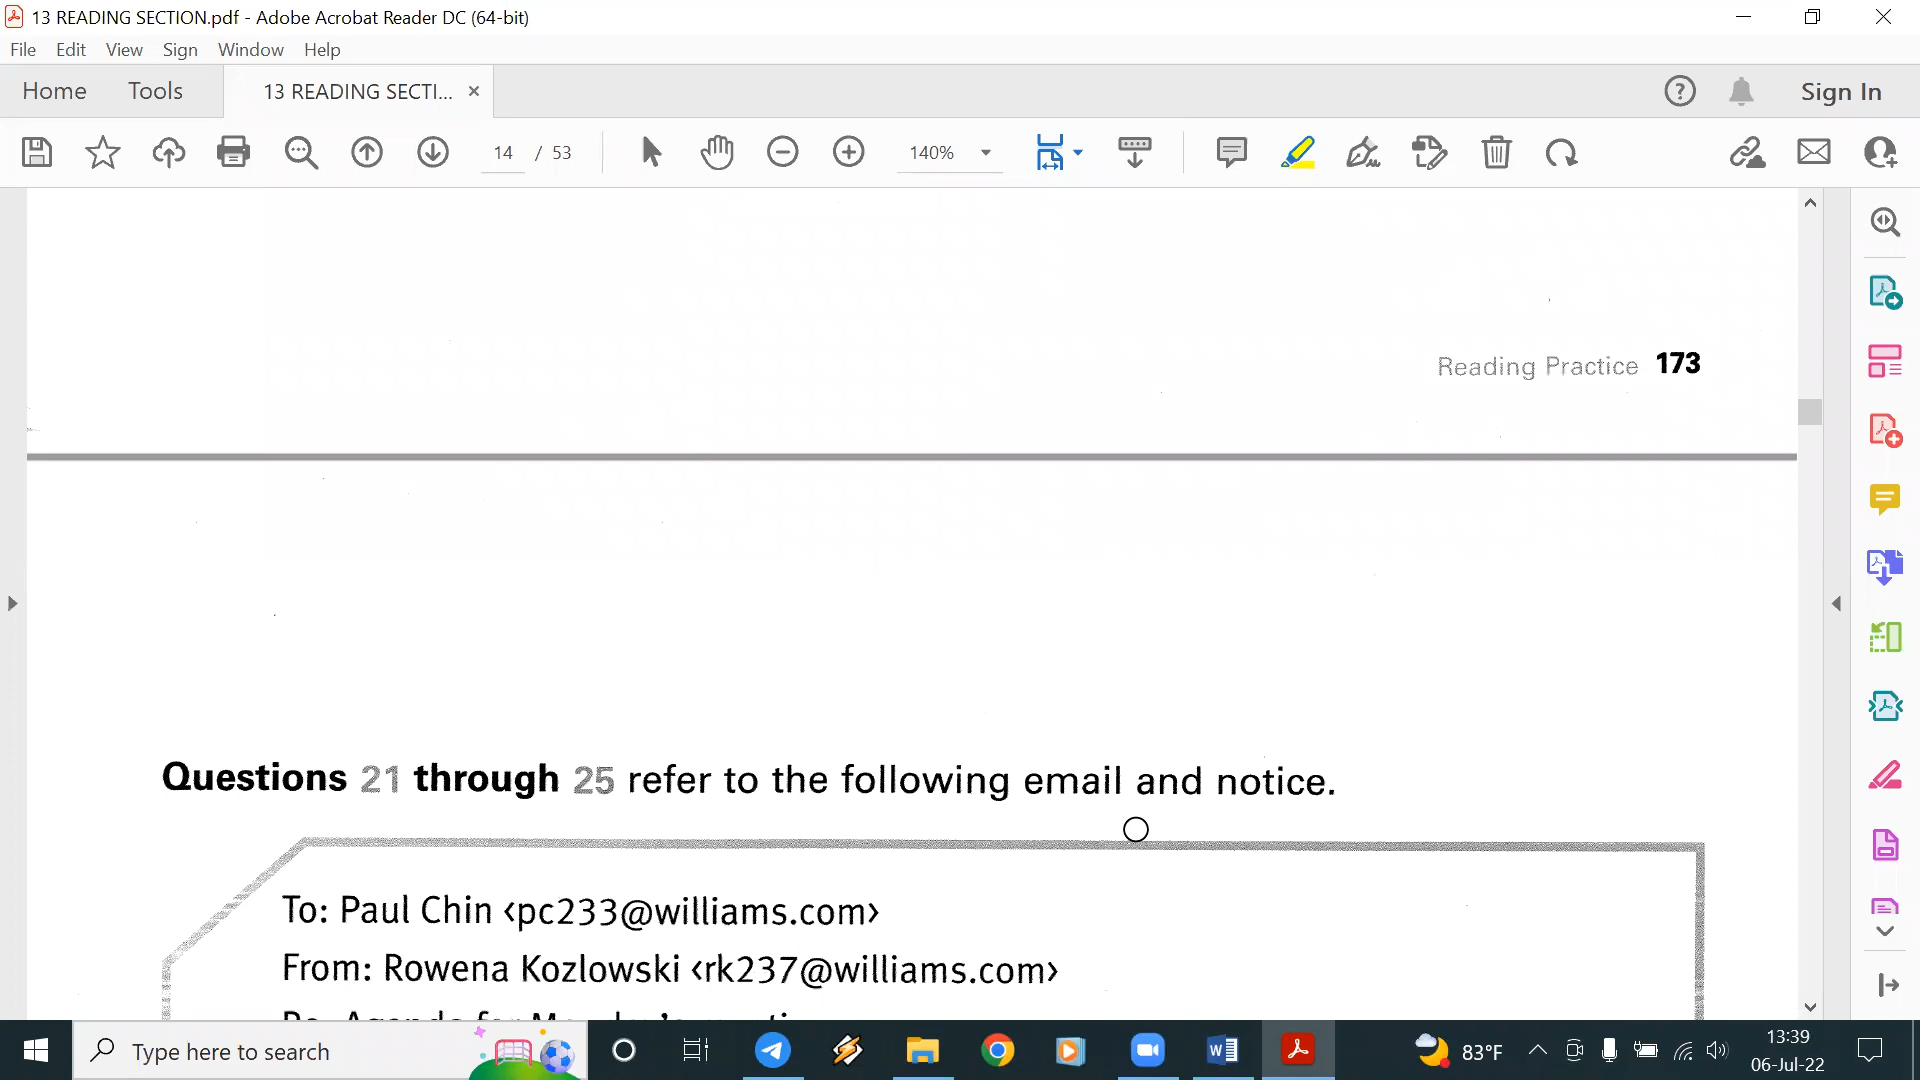 13 READING SECTION.pdf - Adobe Acrobat Reader DC (64-bit)
File Edit View Sign Window Help
Home Tools 13 READING SECTI... × Sign In
14 / 53 140%
Reading Practice 173
Questions 21 through 25 refer to the following email and notice.
To: Paul Chin <pc233@williams.com>
From: Rowena Kozlowski <rk237@williams.com>
Type here to search
83°F
13:39
06-Jul-22